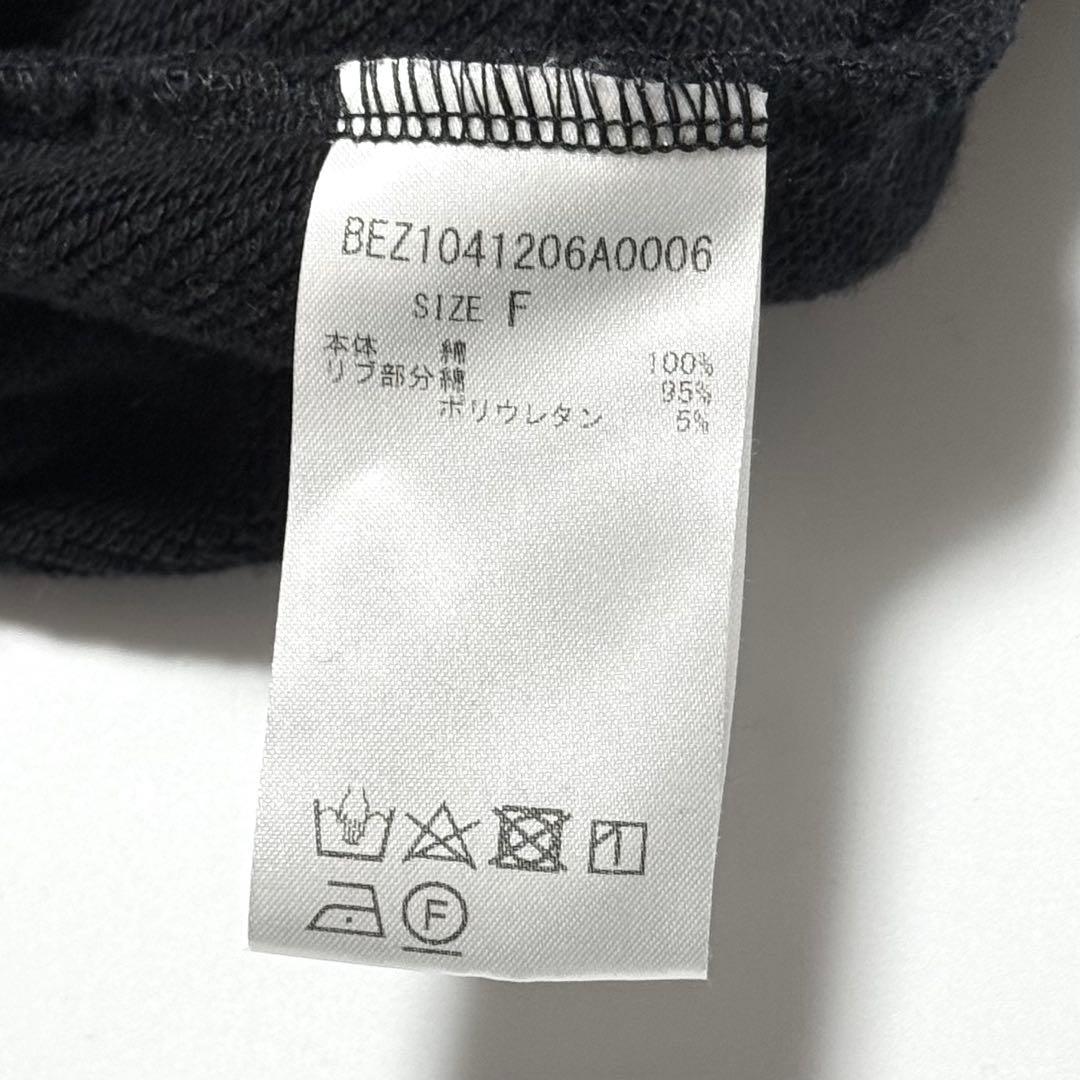 BEZ1041206A0006
SIZE F
本体 綿 100%
リブ部分 綿 95%
ポリウレタン 5%
F